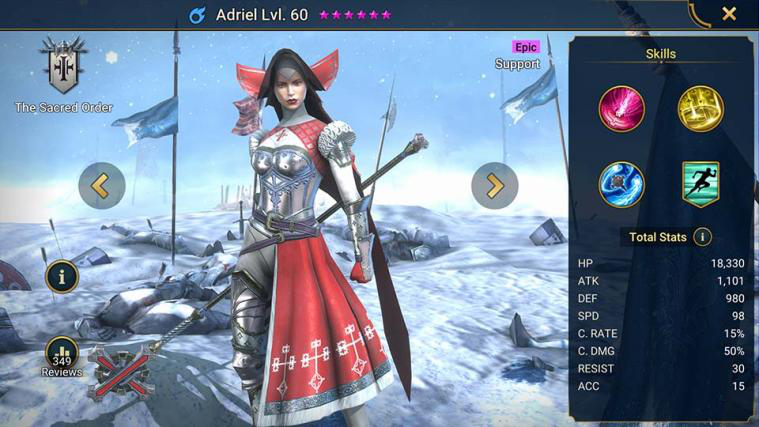 Adriel Lvl. 60
Epic
Support
The Sacred Order
349
Reviews
Skills
Total Stats
HP 18,330
ATK 1,101
DEF 980
SPD 98
C. RATE 15%
C. DMG 50%
RESIST 30
ACC 15